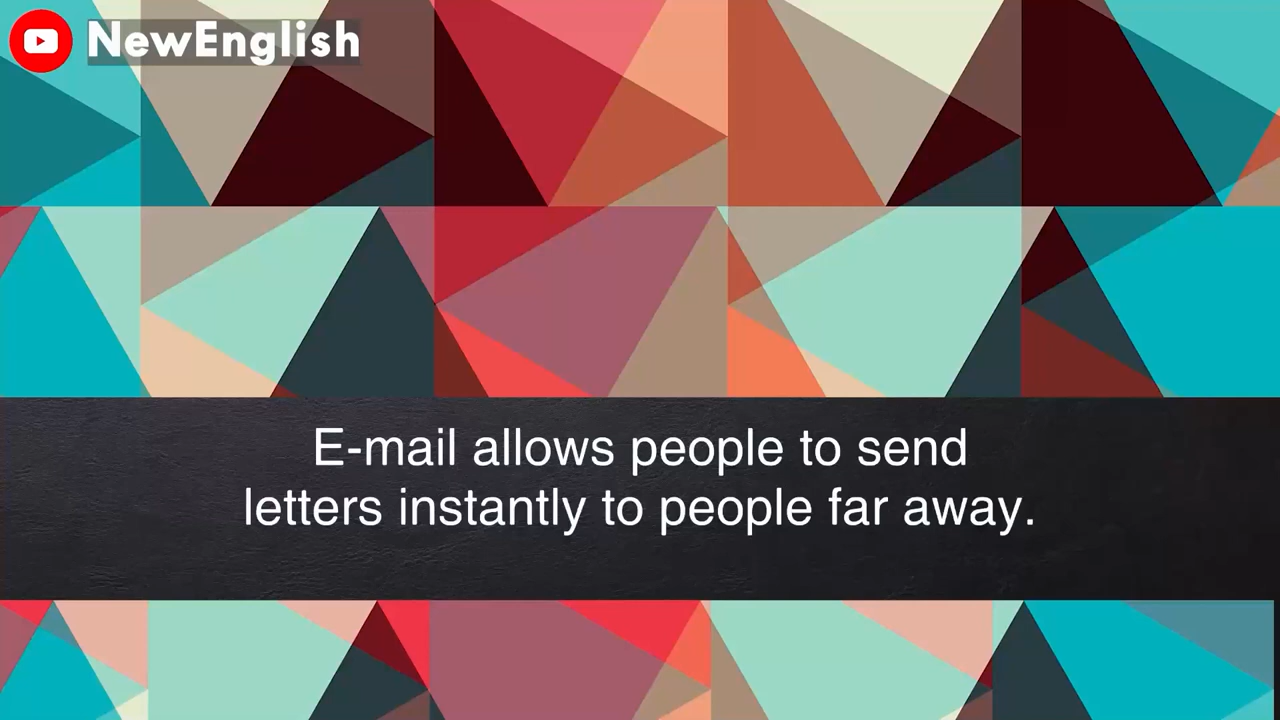 NewEnglish
E-mail allows people to send
letters instantly to people far away.